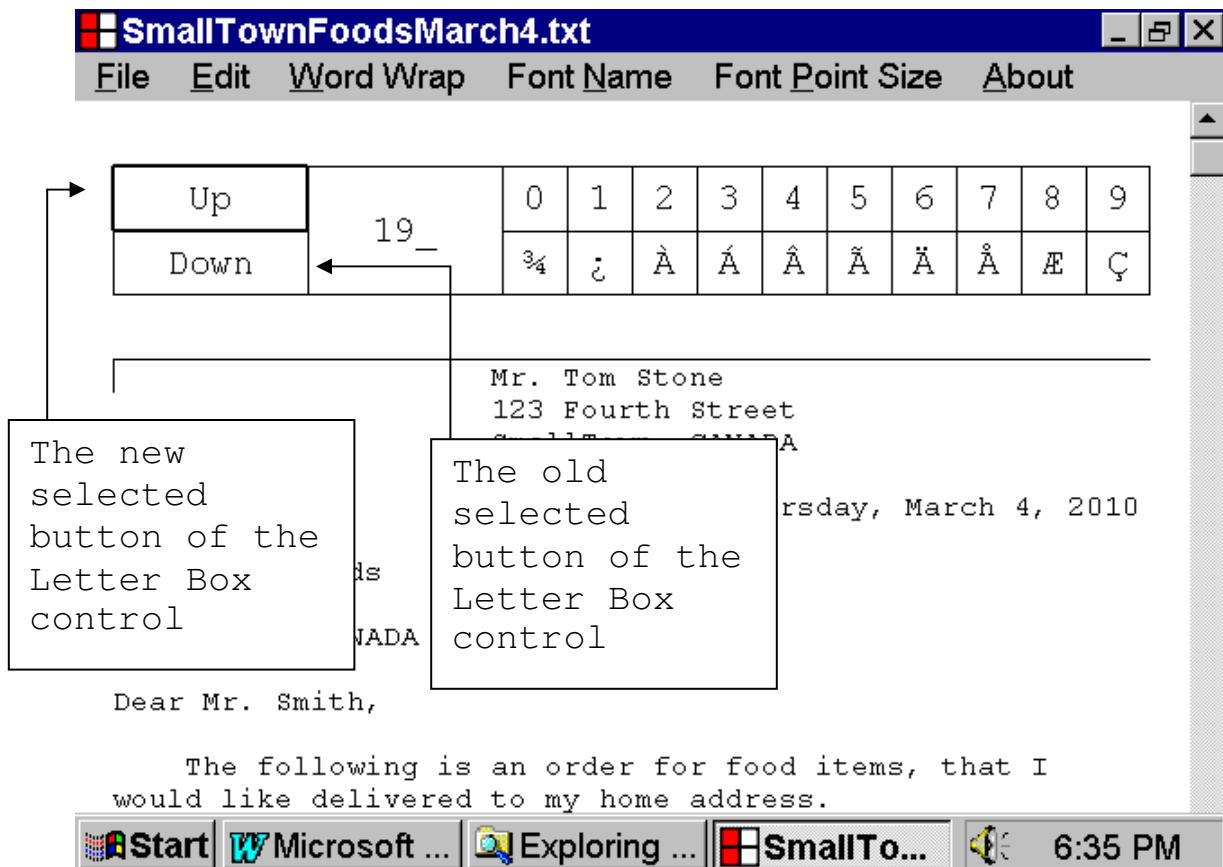 SmallTownFoodsMarch4.txt
File Edit Word Wrap Font Name Font Point Size About
Up 19_ 0 1 2 3 4 5 6 7 8 9
Down ¾ ¿ À Á Â Ã Ä Å Æ Ç
Mr. Tom Stone
123 Fourth Street
CANADA
rsday, March 4, 2010
ds
NADA
The new
selected
button of the
Letter Box
control
The old
selected
button of the
Letter Box
control
Dear Mr. Smith,
The following is an order for food items, that I
would like delivered to my home address.
Start Microsoft ... Exploring ... SmallTo... 6:35 PM